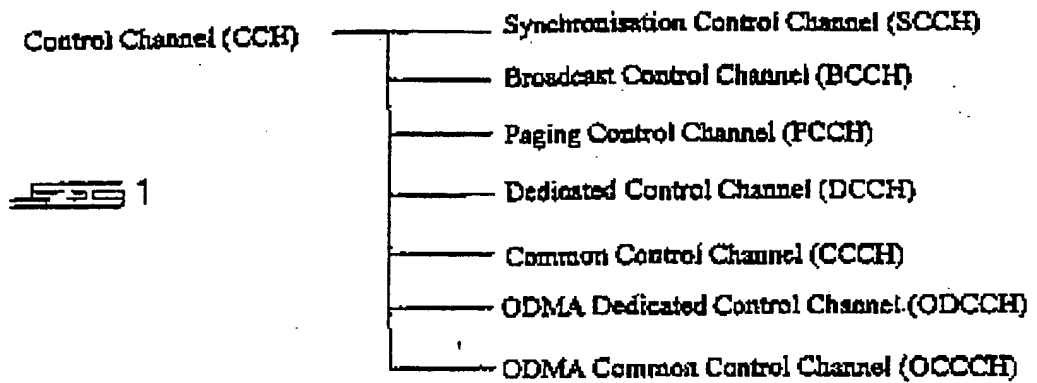 Control Channel (CCH)
Synchronisation Control Channel (SCCH)
Broadcast Control Channel (BCCH)
Paging Control Channel (PCCH)
Dedicated Control Channel (DCCH)
Common Control Channel (CCCH)
ODMA Dedicated Control Channel (ODCCH)
ODMA Common Control Channel (OCCCH)
1